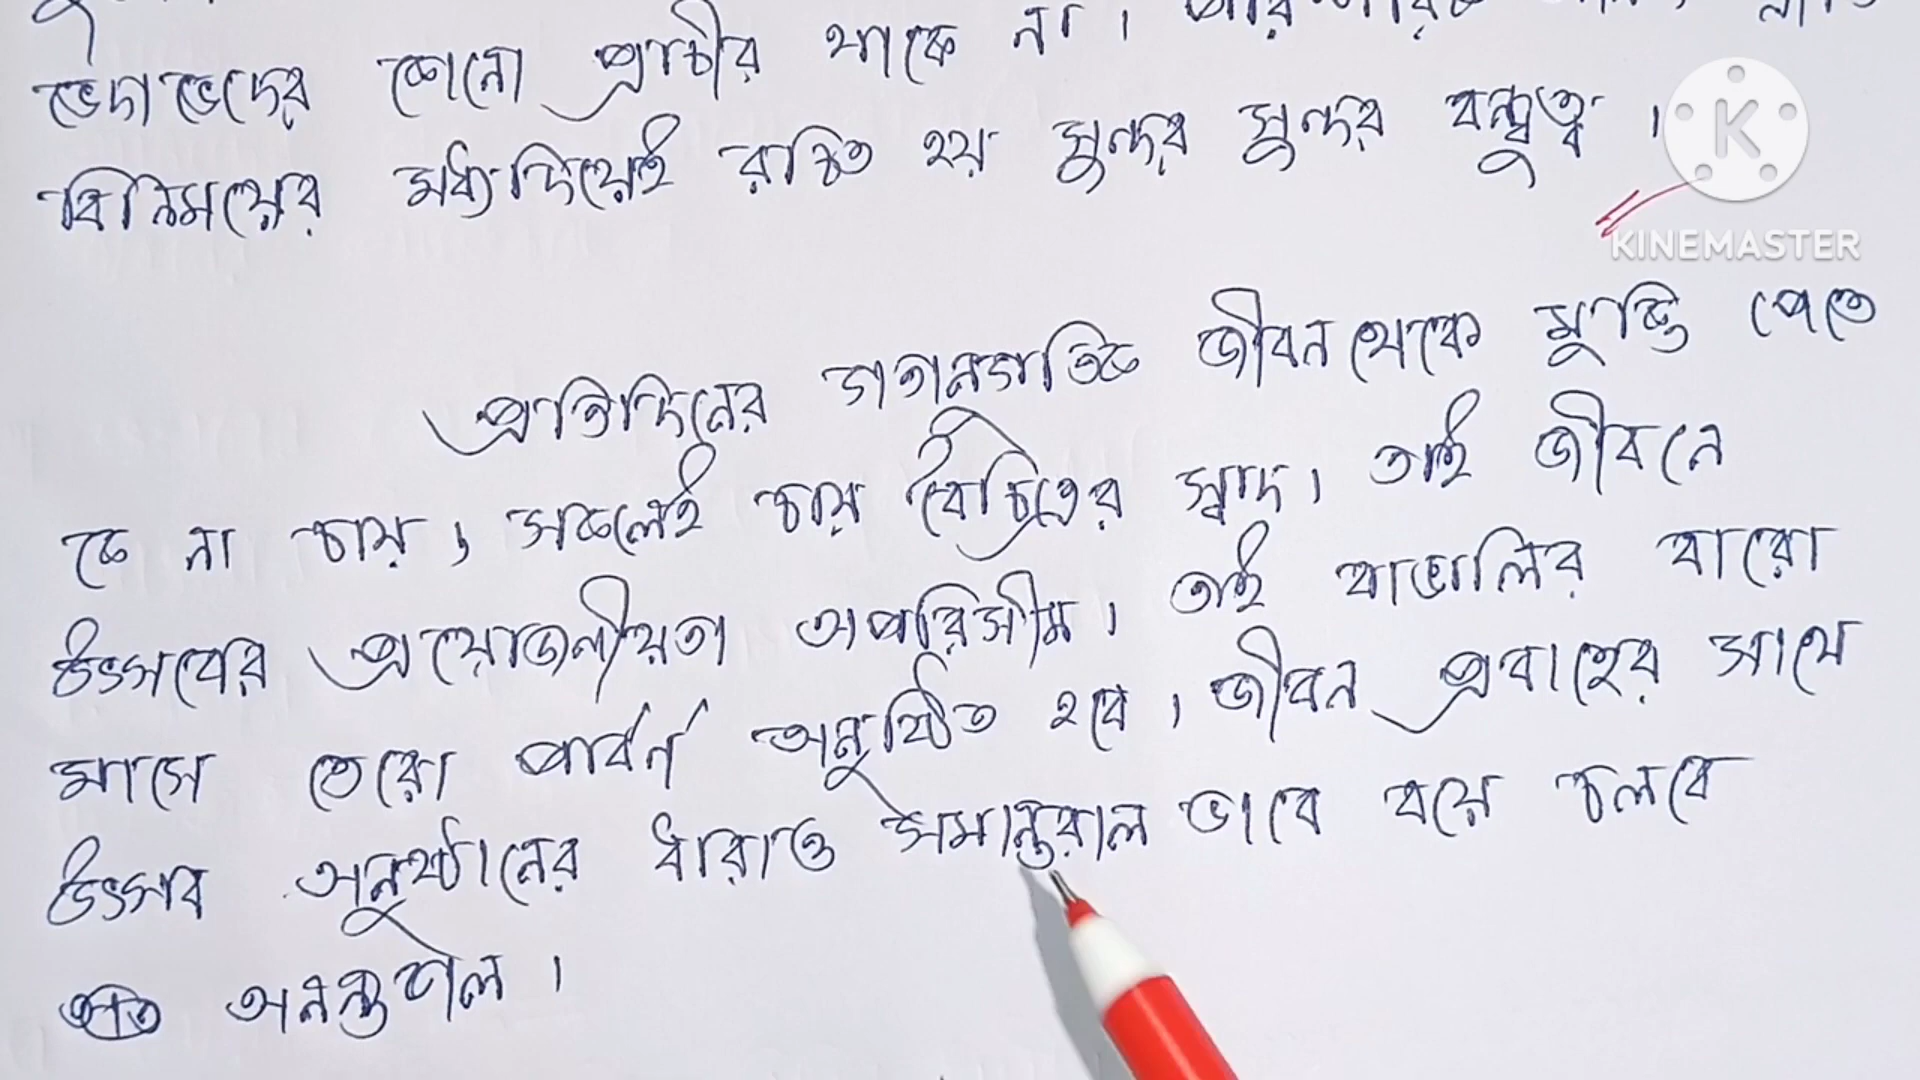 ভেদাভেদের কোনো প্রাচীর থাকে না।
বিনিময়ের মধ্যদিয়েই রচিত হয় সুন্দর সুন্দর বন্ধুত্ব।
KINEMASTER
প্রতিদিনের গতানুগতিক জীবন থেকে মুক্তি পেতে
কে না চায়, সকলেই চায় বৈচিত্রের স্বাদ। তাই জীবনে
উৎসবের প্রয়োজনীয়তা অপরিসীম। তাই বাঙালির বারো
মাসে তেরো পার্বন অনুষ্ঠিত হবে। জীবন প্রবাহের সাথে
উৎসব অনুষ্ঠানের ধারাও সমান্তরাল ভাবে বয়ে চলবে
অনন্তকাল।